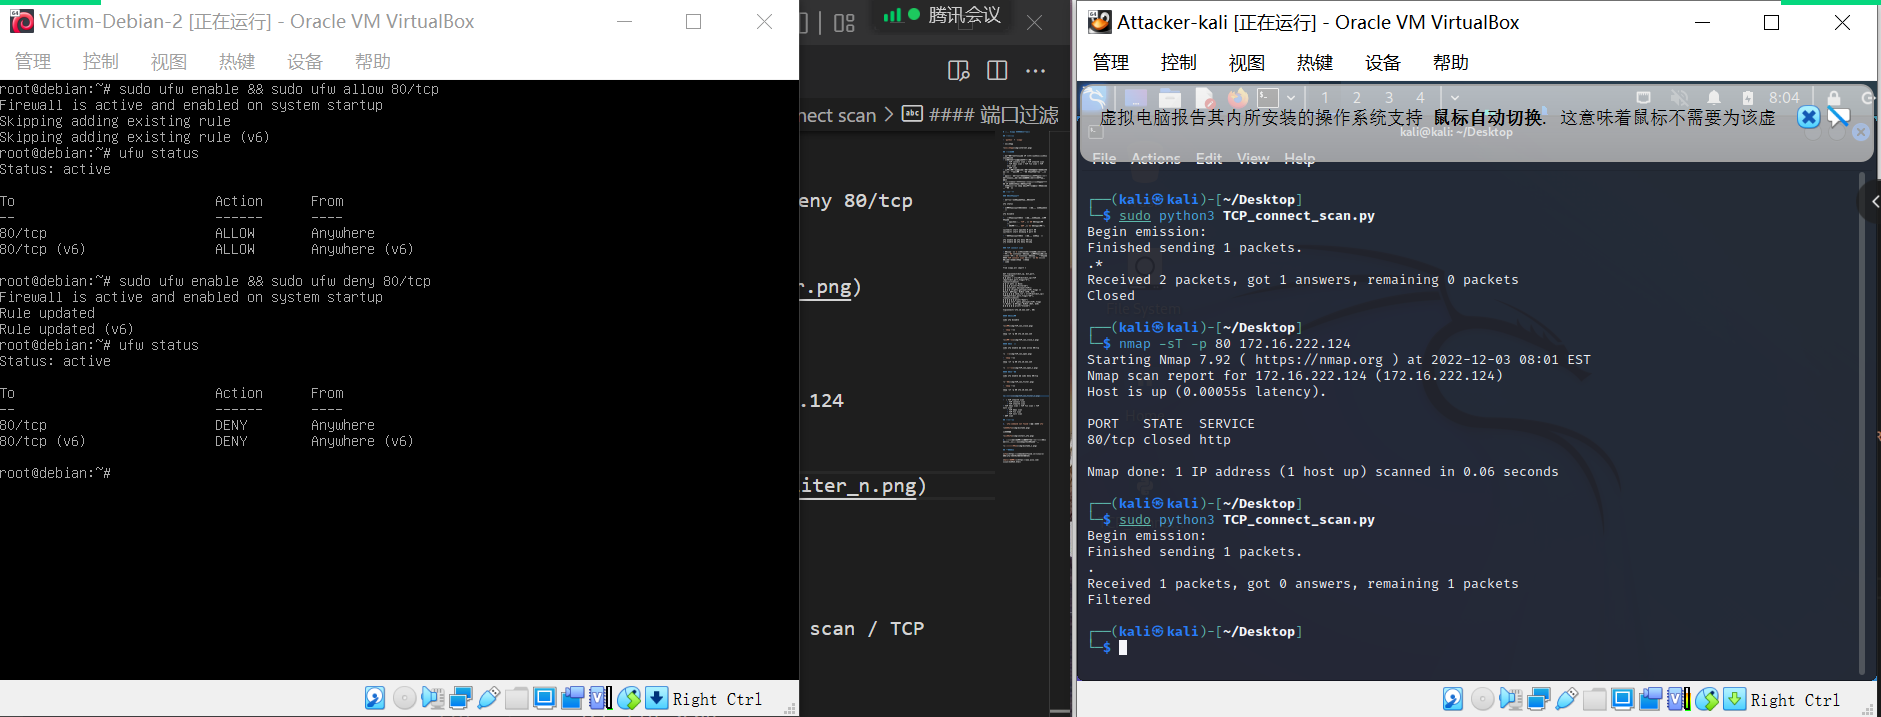 Victim-Debian-2 [正在运行] - Oracle VM VirtualBox
管理 控制 视图 热键 设备 帮助
root@debian:~# sudo ufw enable && sudo ufw allow 80/tcp
Firewall is active and enabled on system startup
Skipping adding existing rule
Skipping adding existing rule (v6)
root@debian:~# ufw status
Status: active
To Action From
-- ------ ----
80/tcp ALLOW Anywhere
80/tcp (v6) ALLOW Anywhere (v6)
root@debian:~# sudo ufw enable && sudo ufw deny 80/tcp
Firewall is active and enabled on system startup
Rule updated
Rule updated (v6)
root@debian:~# ufw status
Status: active
To Action From
-- ------ ----
80/tcp DENY Anywhere
80/tcp (v6) DENY Anywhere (v6)
root@debian:~#
Right Ctrl
腾讯会议
nect scan > abc #### 端口过滤
eny 80/tcp
r.png)
.124
iter_n.png)
scan / TCP
Attacker-kali [正在运行] - Oracle VM VirtualBox
管理 控制 视图 热键 设备 帮助
1 2 3 4 8:04
虚拟电脑报告其内所安装的操作系统支持 鼠标自动切换. 这意味着鼠标不需要为该虚
kali@kali: ~/Desktop
File Actions Edit View Help
┌──(kali㉿kali)-[~/Desktop]
└─$ sudo python3 TCP_connect_scan.py
Begin emission:
Finished sending 1 packets.
.*
Received 2 packets, got 1 answers, remaining 0 packets
Closed
┌──(kali㉿kali)-[~/Desktop]
└─$ nmap -sT -p 80 172.16.222.124
Starting Nmap 7.92 ( https://nmap.org ) at 2022-12-03 08:01 EST
Nmap scan report for 172.16.222.124 (172.16.222.124)
Host is up (0.00055s latency).
PORT STATE SERVICE
80/tcp closed http
Nmap done: 1 IP address (1 host up) scanned in 0.06 seconds
┌──(kali㉿kali)-[~/Desktop]
└─$ sudo python3 TCP_connect_scan.py
Begin emission:
Finished sending 1 packets.
.
Received 1 packets, got 0 answers, remaining 1 packets
Filtered
┌──(kali㉿kali)-[~/Desktop]
└─$
Right Ctrl